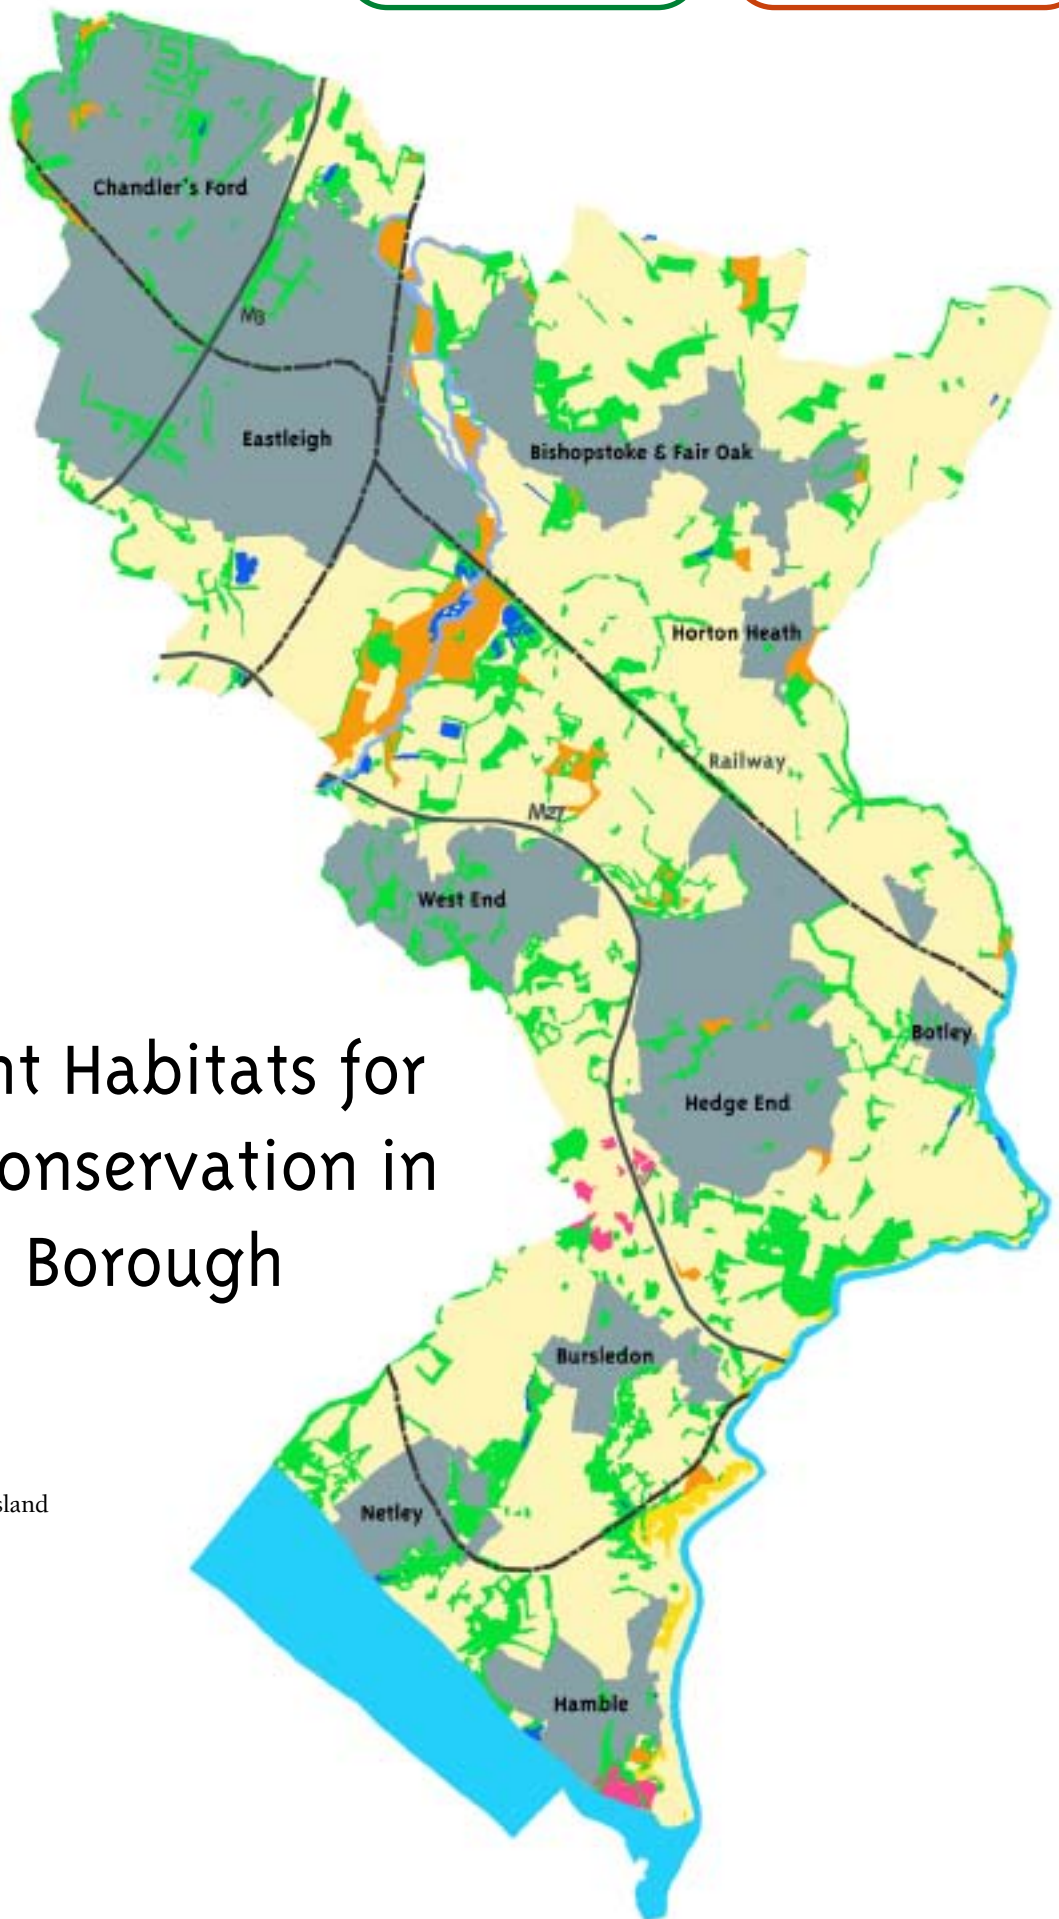 Chandler's Ford
M3
Eastleigh
Bishopstoke & Fair Oak
Horton Heath
Railway
M27
West End
nt Habitats for
onservation in
Borough
Botley
Hedge End
Bursledon
sland
Netley
Hamble